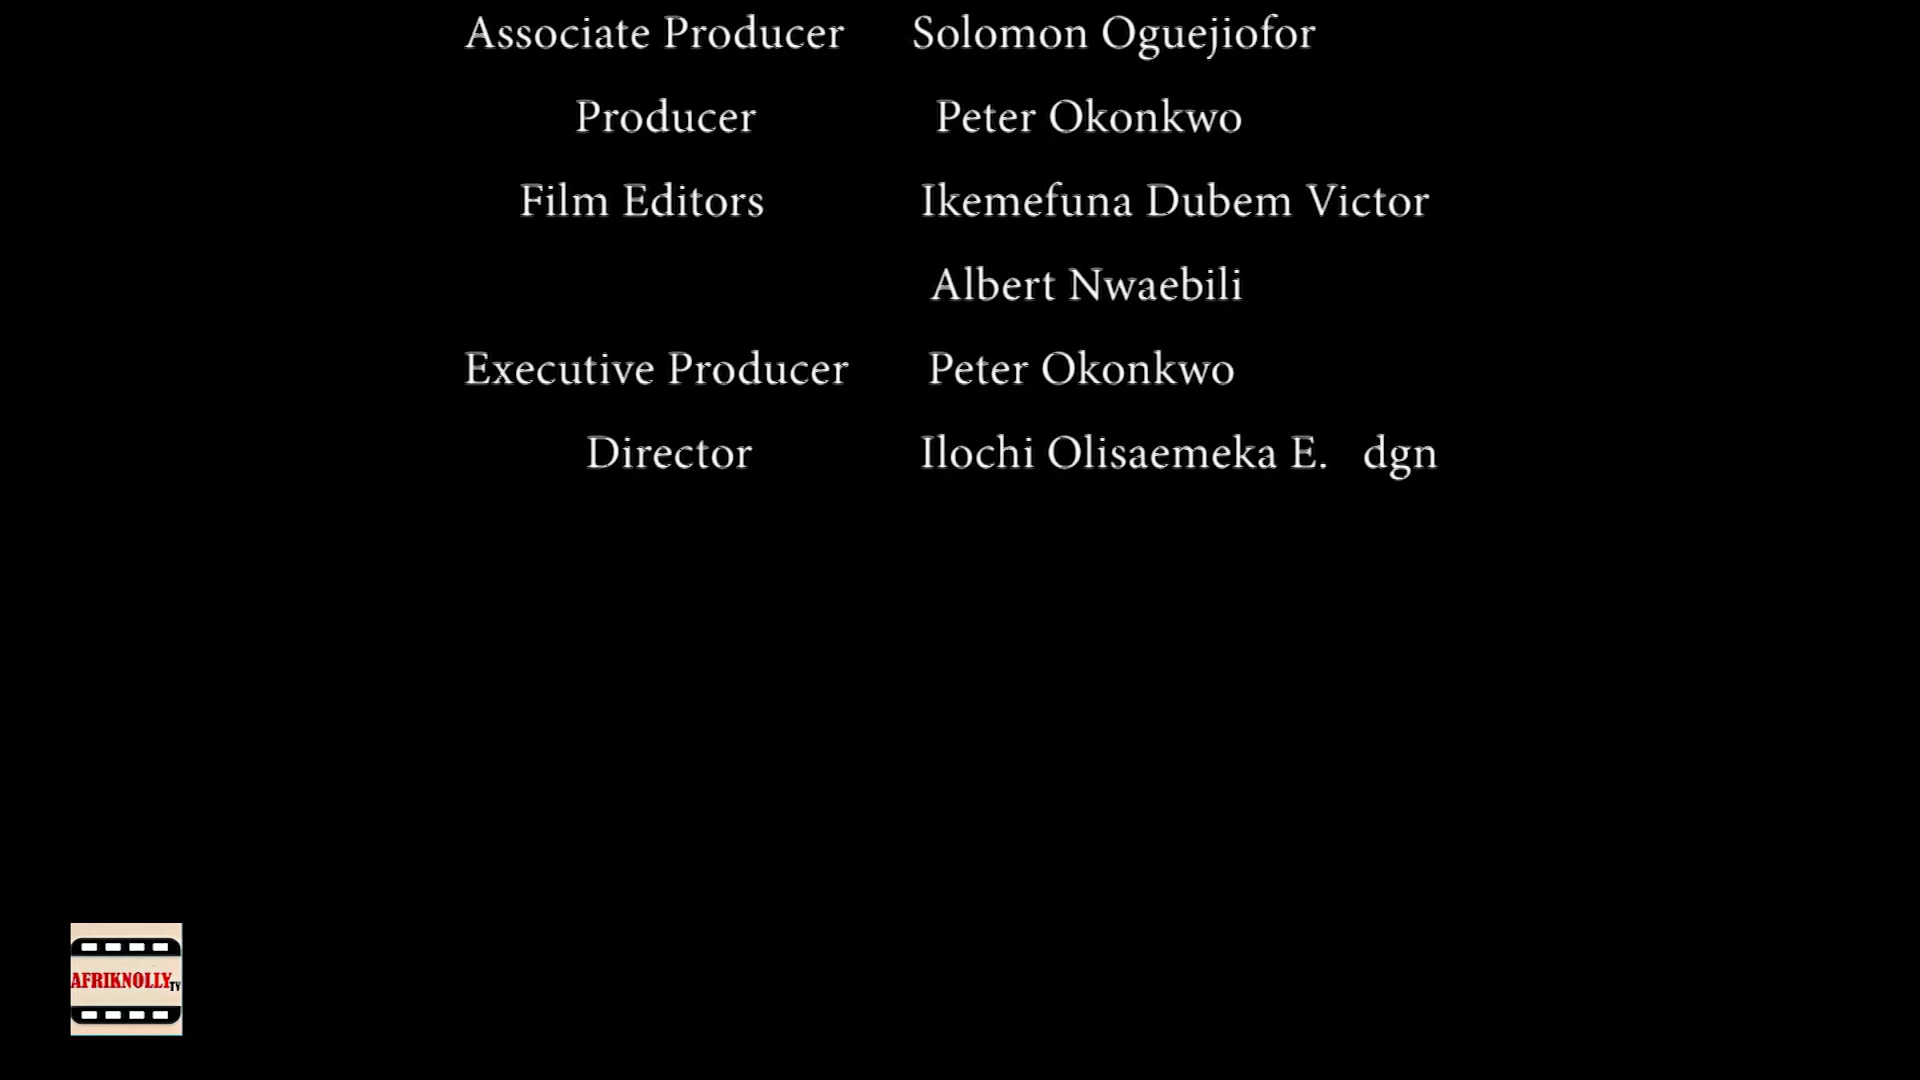 Associate Producer Solomon Oguejiofor
Producer Peter Okonkwo
Film Editors Ikemefuna Dubem Victor
Albert Nwaebili
Executive Producer Peter Okonkwo
Director Ilochi Olisaemeka E. dgn
AFRIKNOLLY TV